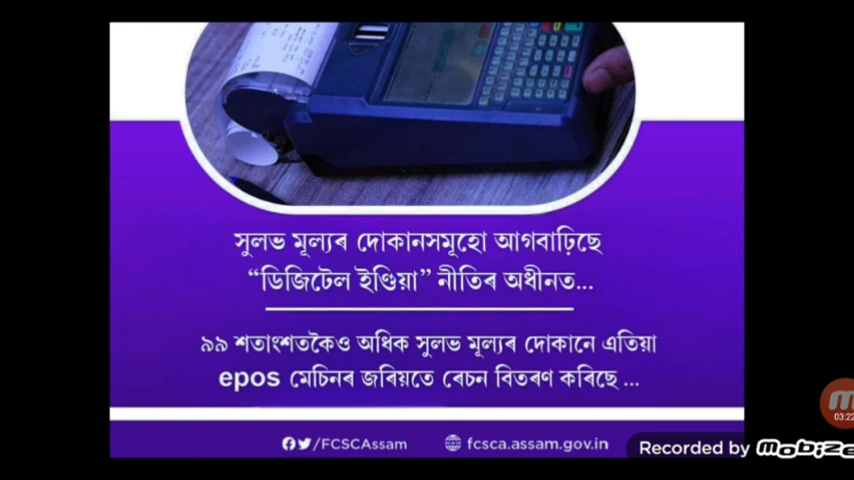 সুলভ মূল্যৰ দোকানসমূহো আগবাঢ়িছে
“ডিজিটেল ইণ্ডিয়া” নীতিৰ অধীনত...
৯৯ শতাংশতকৈও অধিক সুলভ মূল্যৰ দোকানে এতিয়া
epos মেচিনৰ জৰিয়তে ৰেচন বিতৰণ কৰিছে ...
/FCSCAssam fcsca.assam.gov.in
03:22
Recorded by